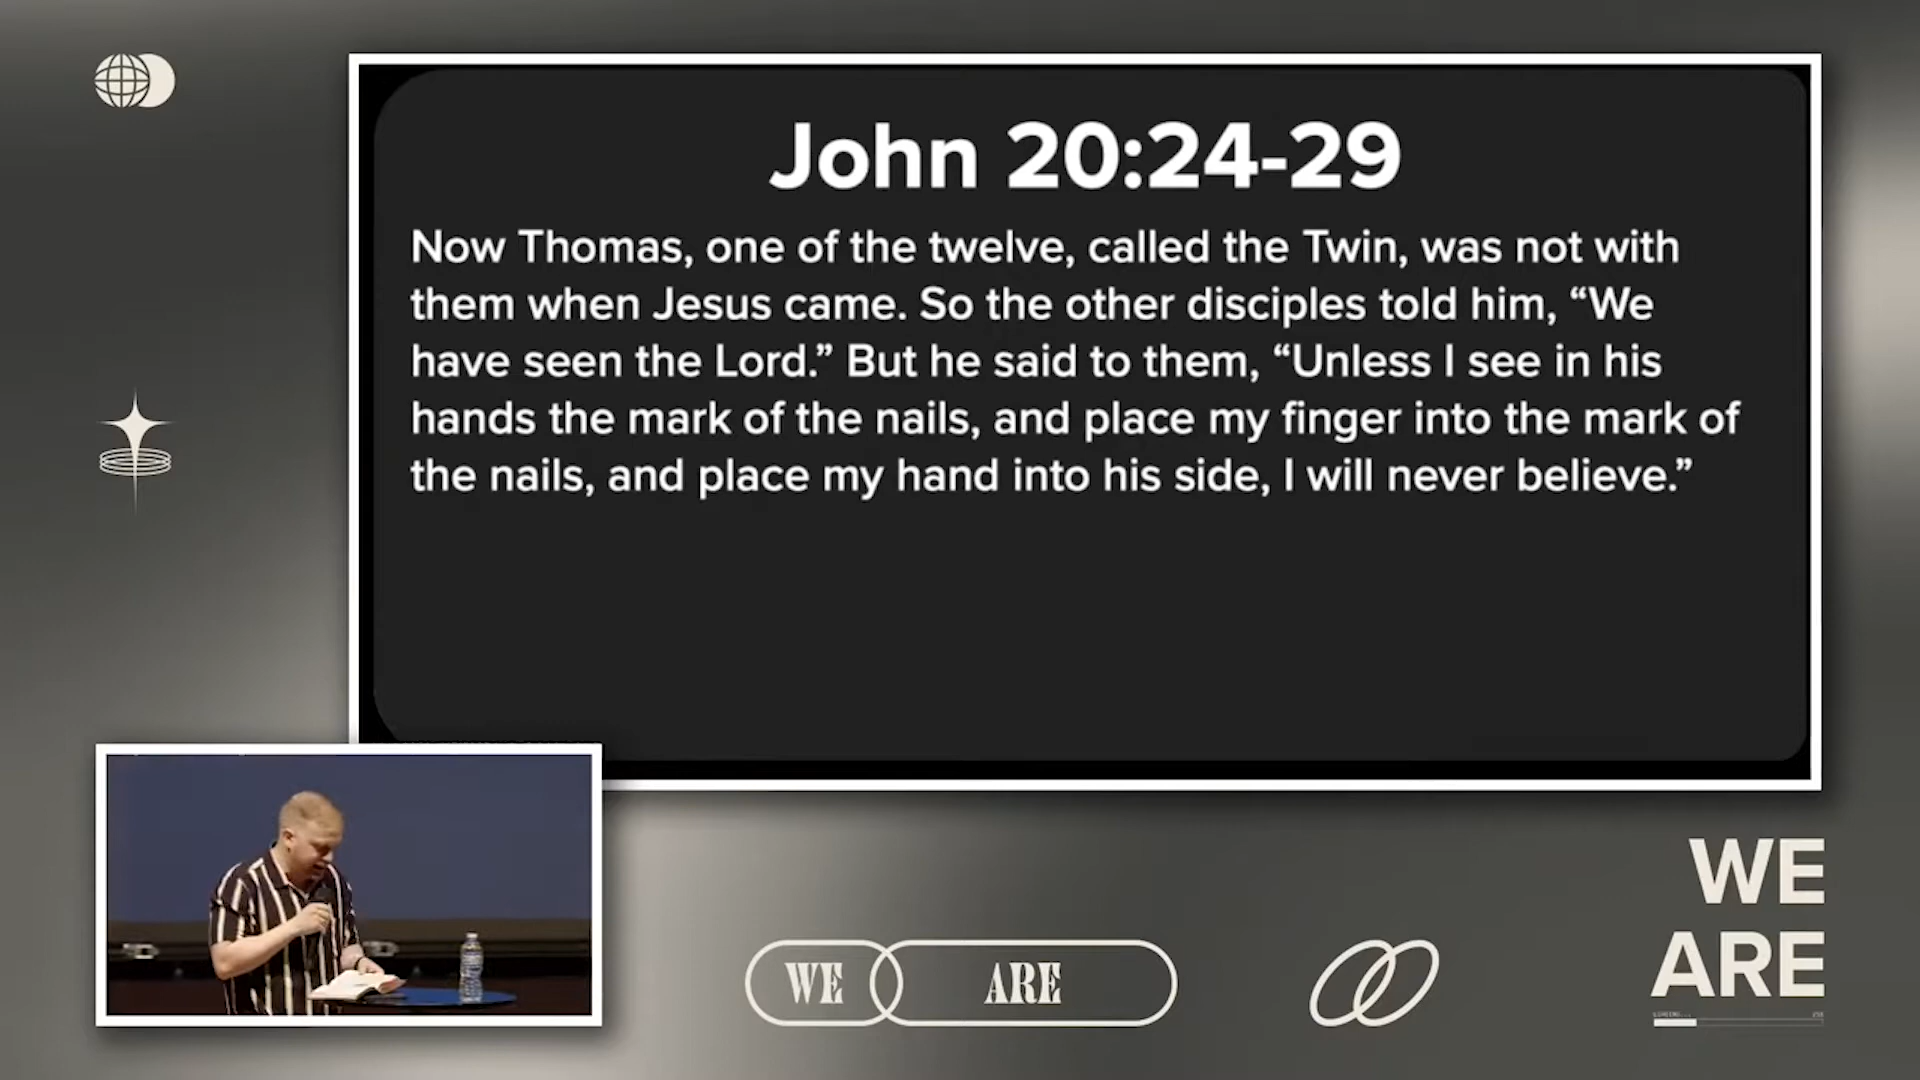 John 20:24-29
Now Thomas, one of the twelve, called the Twin, was not with
them when Jesus came. So the other disciples told him, “We
have seen the Lord.” But he said to them, “Unless I see in his
hands the mark of the nails, and place my finger into the mark of
the nails, and place my hand into his side, I will never believe.”
WE ARE
WE
ARE